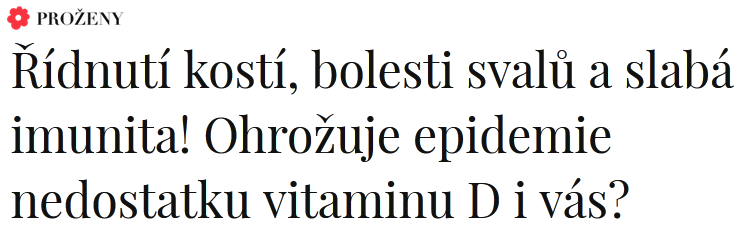 PROŽENY
Řídnutí kostí, bolesti svalů a slabá
imunita! Ohrožuje epidemie
nedostatku vitaminu D i vás?